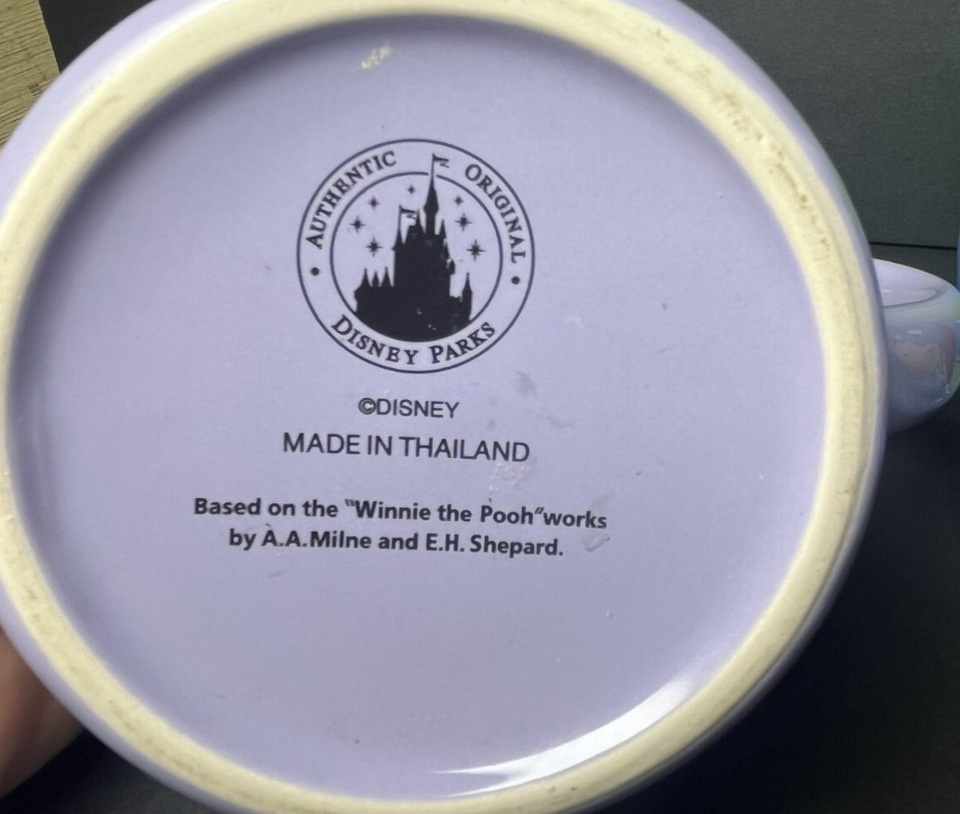 AUTHENTIC ORIGINAL
DISNEY PARKS
©DISNEY
MADE IN THAILAND
Based on the "Winnie the Pooh"works
by A.A.Milne and E.H. Shepard.